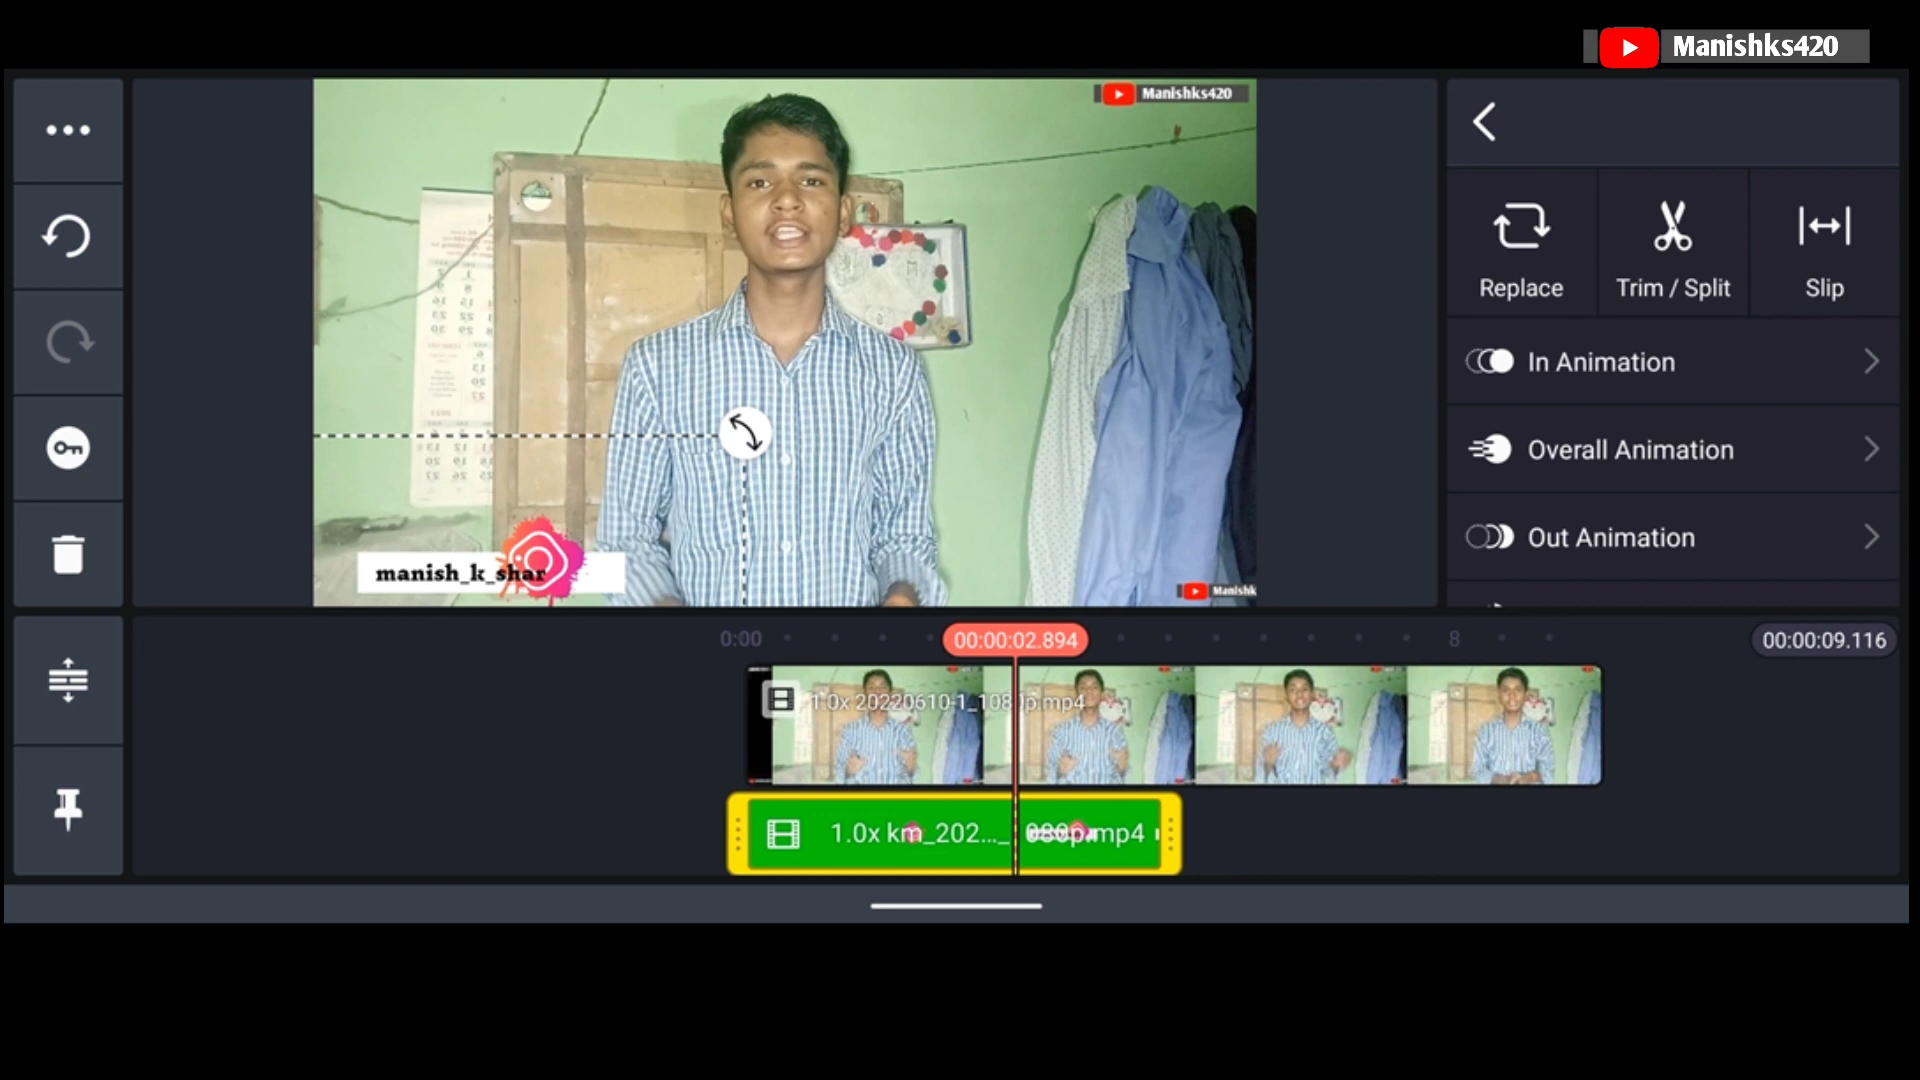 Manishks420
Manishks420
manish_k_shar
Manishk
Replace
Trim / Split
Slip
In Animation
Overall Animation
Out Animation
0:00
00:00:02.894
8
00:00:09.116
1.0x 20220610-1_1080p.mp4
1.0x km_202..._1080p.mp4